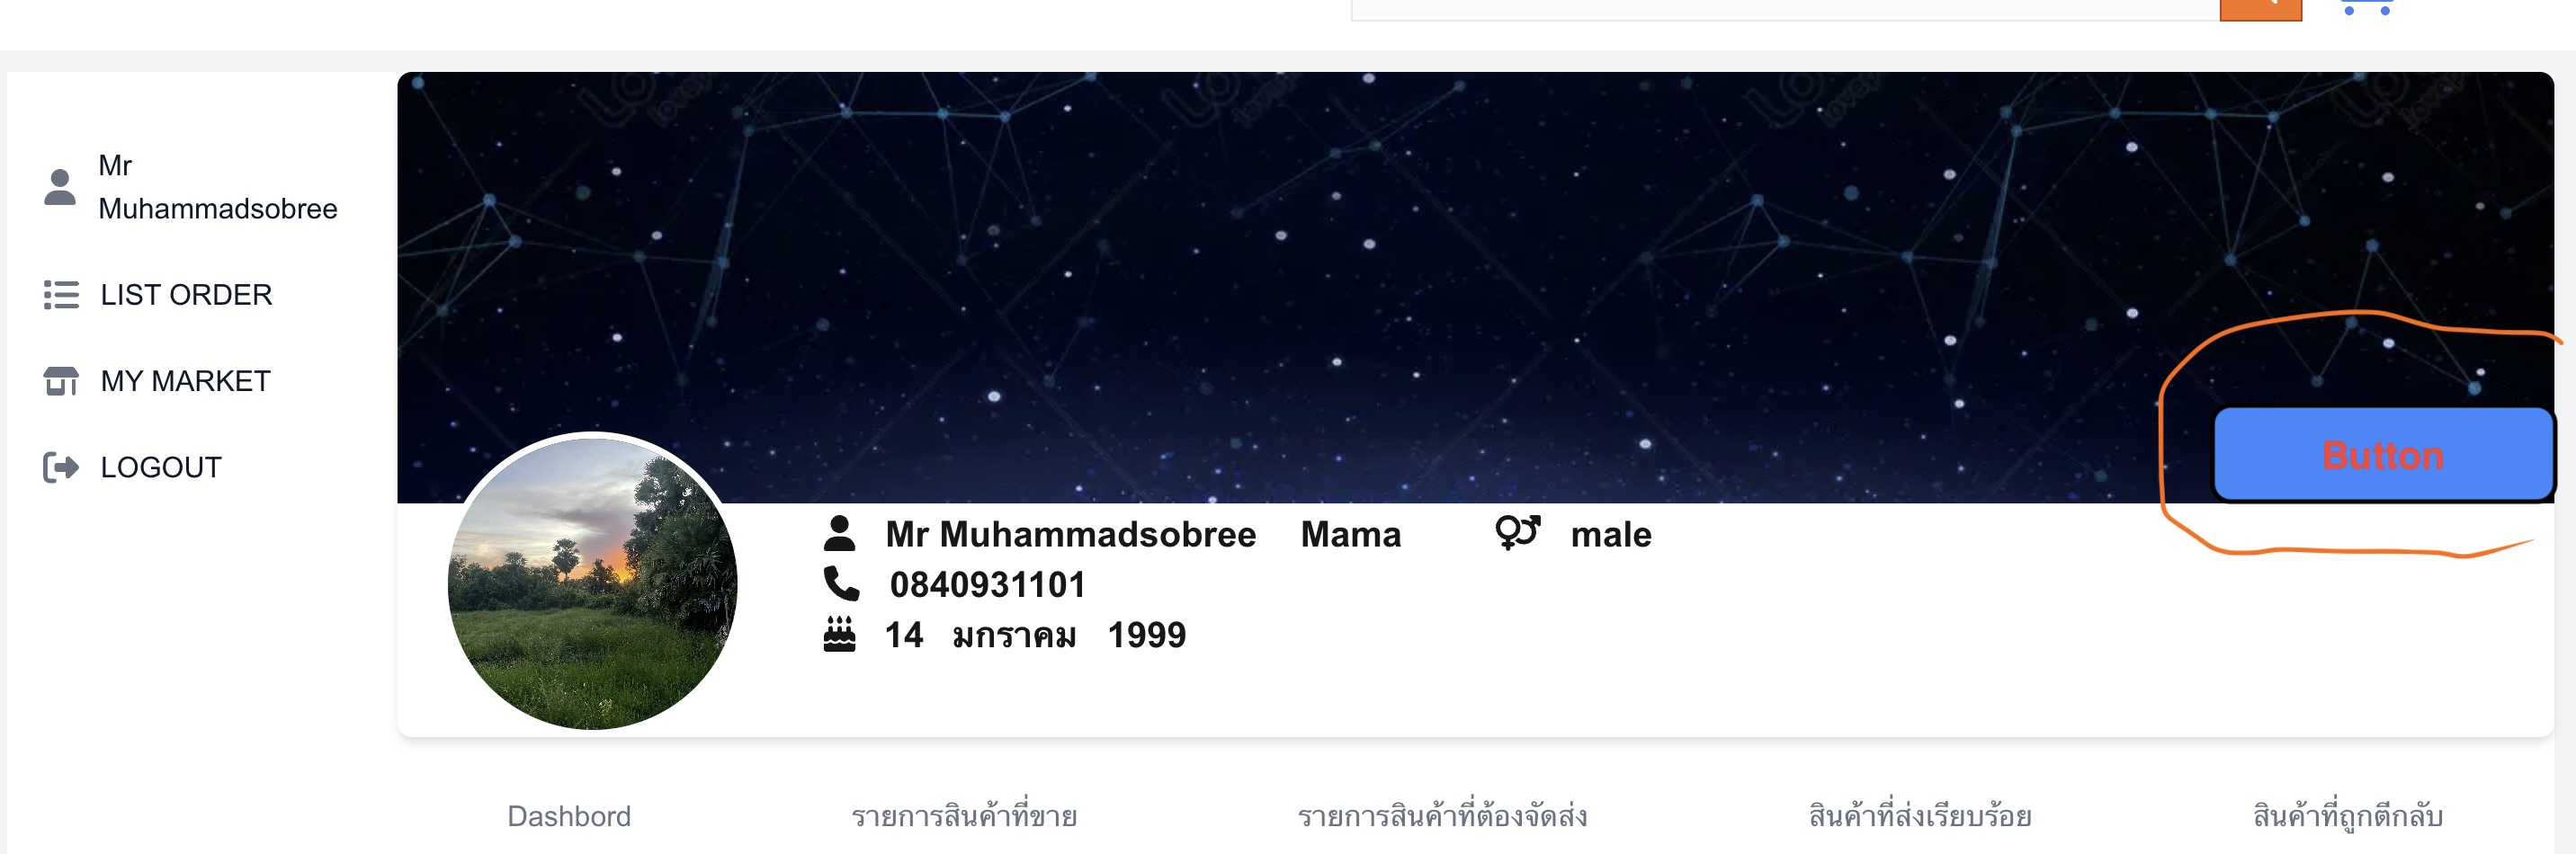 Mr
Muhammadsobree
LIST ORDER
MY MARKET
LOGOUT
Button
Mr Muhammadsobree Mama male
0840931101
14 มกราคม 1999
Dashbord รายการสินค้าที่ขาย รายการสินค้าที่ต้องจัดส่ง สินค้าที่ส่งเรียบร้อย สินค้าที่ถูกตีกลับ